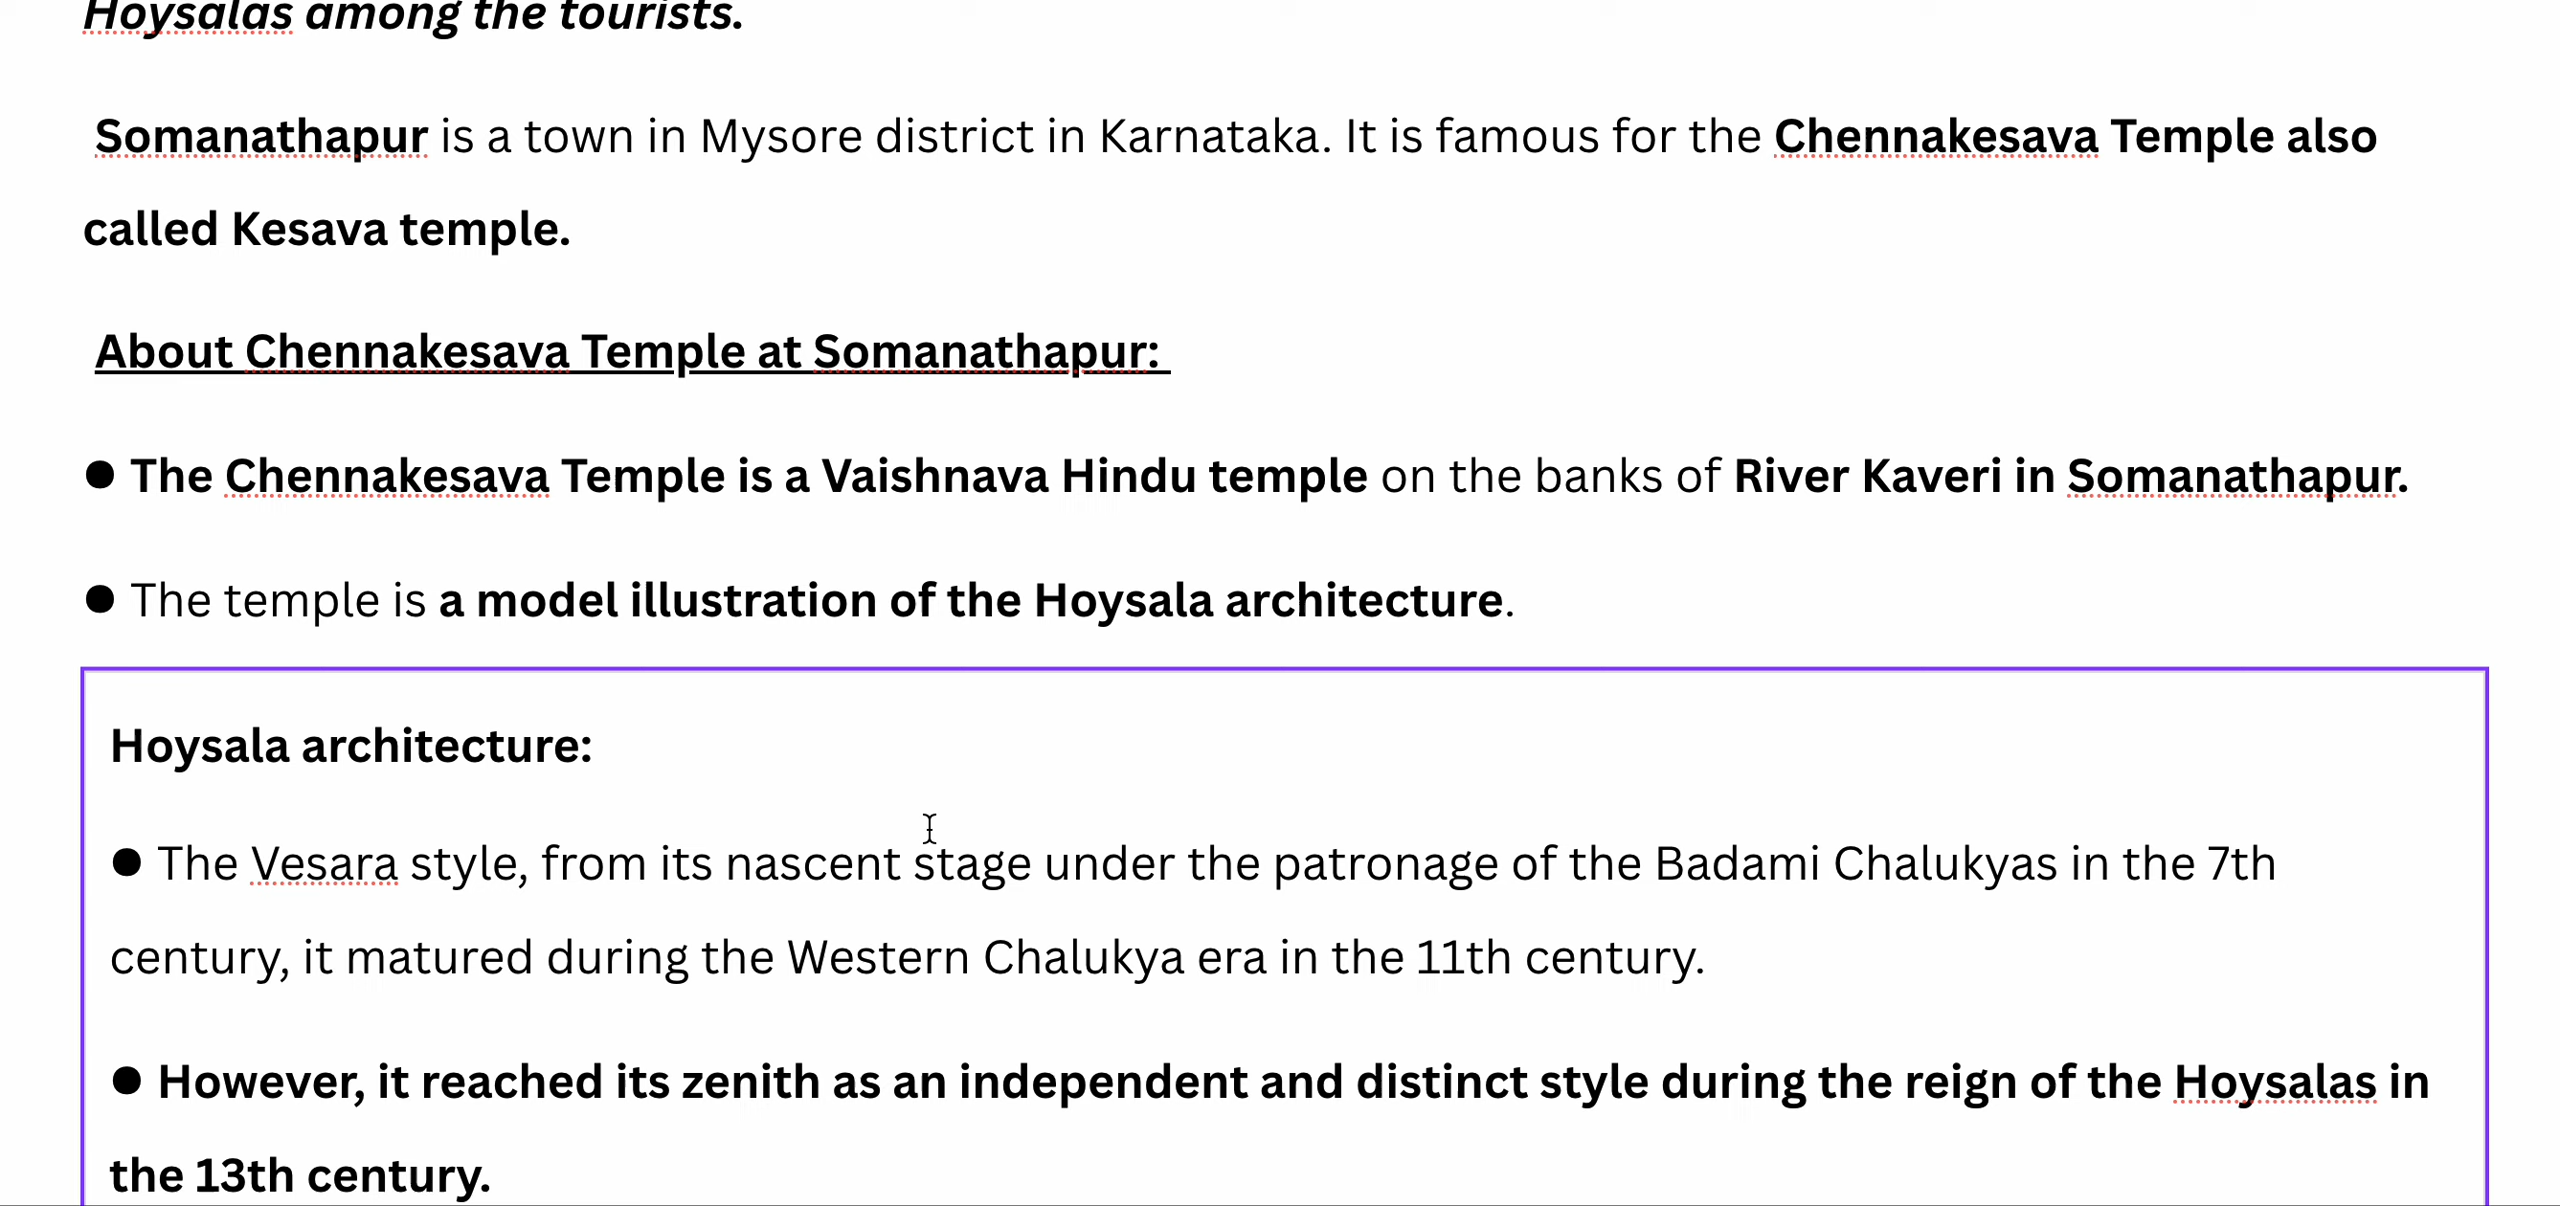 Hoysalas among the tourists.
Somanathapur is a town in Mysore district in Karnataka. It is famous for the Chennakesava Temple also
called Kesava temple.
About Chennakesava Temple at Somanathapur:
● The Chennakesava Temple is a Vaishnava Hindu temple on the banks of River Kaveri in Somanathapur.
● The temple is a model illustration of the Hoysala architecture.
Hoysala architecture:
● The Vesara style, from its nascent stage under the patronage of the Badami Chalukyas in the 7th
century, it matured during the Western Chalukya era in the 11th century.
● However, it reached its zenith as an independent and distinct style during the reign of the Hoysalas in
the 13th century.